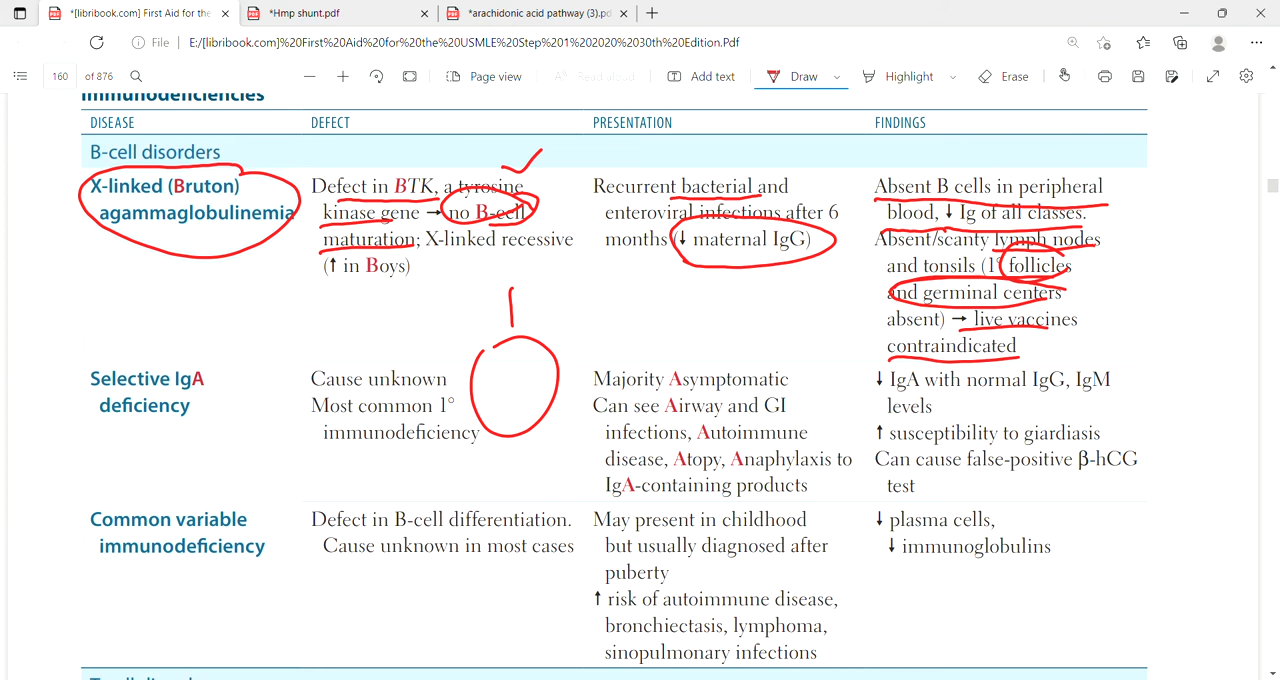 *[libribook.com] First Aid for the
*Hmp shunt.pdf
*arachidonic acid pathway (3).pd
File
E:/[libribook.com]%20First%20Aid%20for%20the%20USMLE%20Step%201%202020%2030th%20Edition.Pdf
160 of 876
Page view
Read aloud
Add text
Draw
Highlight
Erase
Immunodeficiencies
DISEASE DEFECT PRESENTATION FINDINGS
B-cell disorders
X-linked (Bruton)
agammaglobulinemia
Defect in BTK, a tyrosine
kinase gene → no B-cell
maturation; X-linked recessive
(↑ in Boys)
Recurrent bacterial and
enteroviral infections after 6
months (↓ maternal IgG)
Absent B cells in peripheral
blood, ↓ Ig of all classes.
Absent/scanty lymph nodes
and tonsils (1° follicles
and germinal centers
absent) → live vaccines
contraindicated
Selective IgA
deficiency
Cause unknown
Most common 1°
immunodeficiency
Majority Asymptomatic
Can see Airway and GI
infections, Autoimmune
disease, Atopy, Anaphylaxis to
IgA-containing products
↓ IgA with normal IgG, IgM
levels
↑ susceptibility to giardiasis
Can cause false-positive β-hCG
test
Common variable
immunodeficiency
Defect in B-cell differentiation.
Cause unknown in most cases
May present in childhood
but usually diagnosed after
puberty
↑ risk of autoimmune disease,
bronchiectasis, lymphoma,
sinopulmonary infections
↓ plasma cells,
↓ immunoglobulins